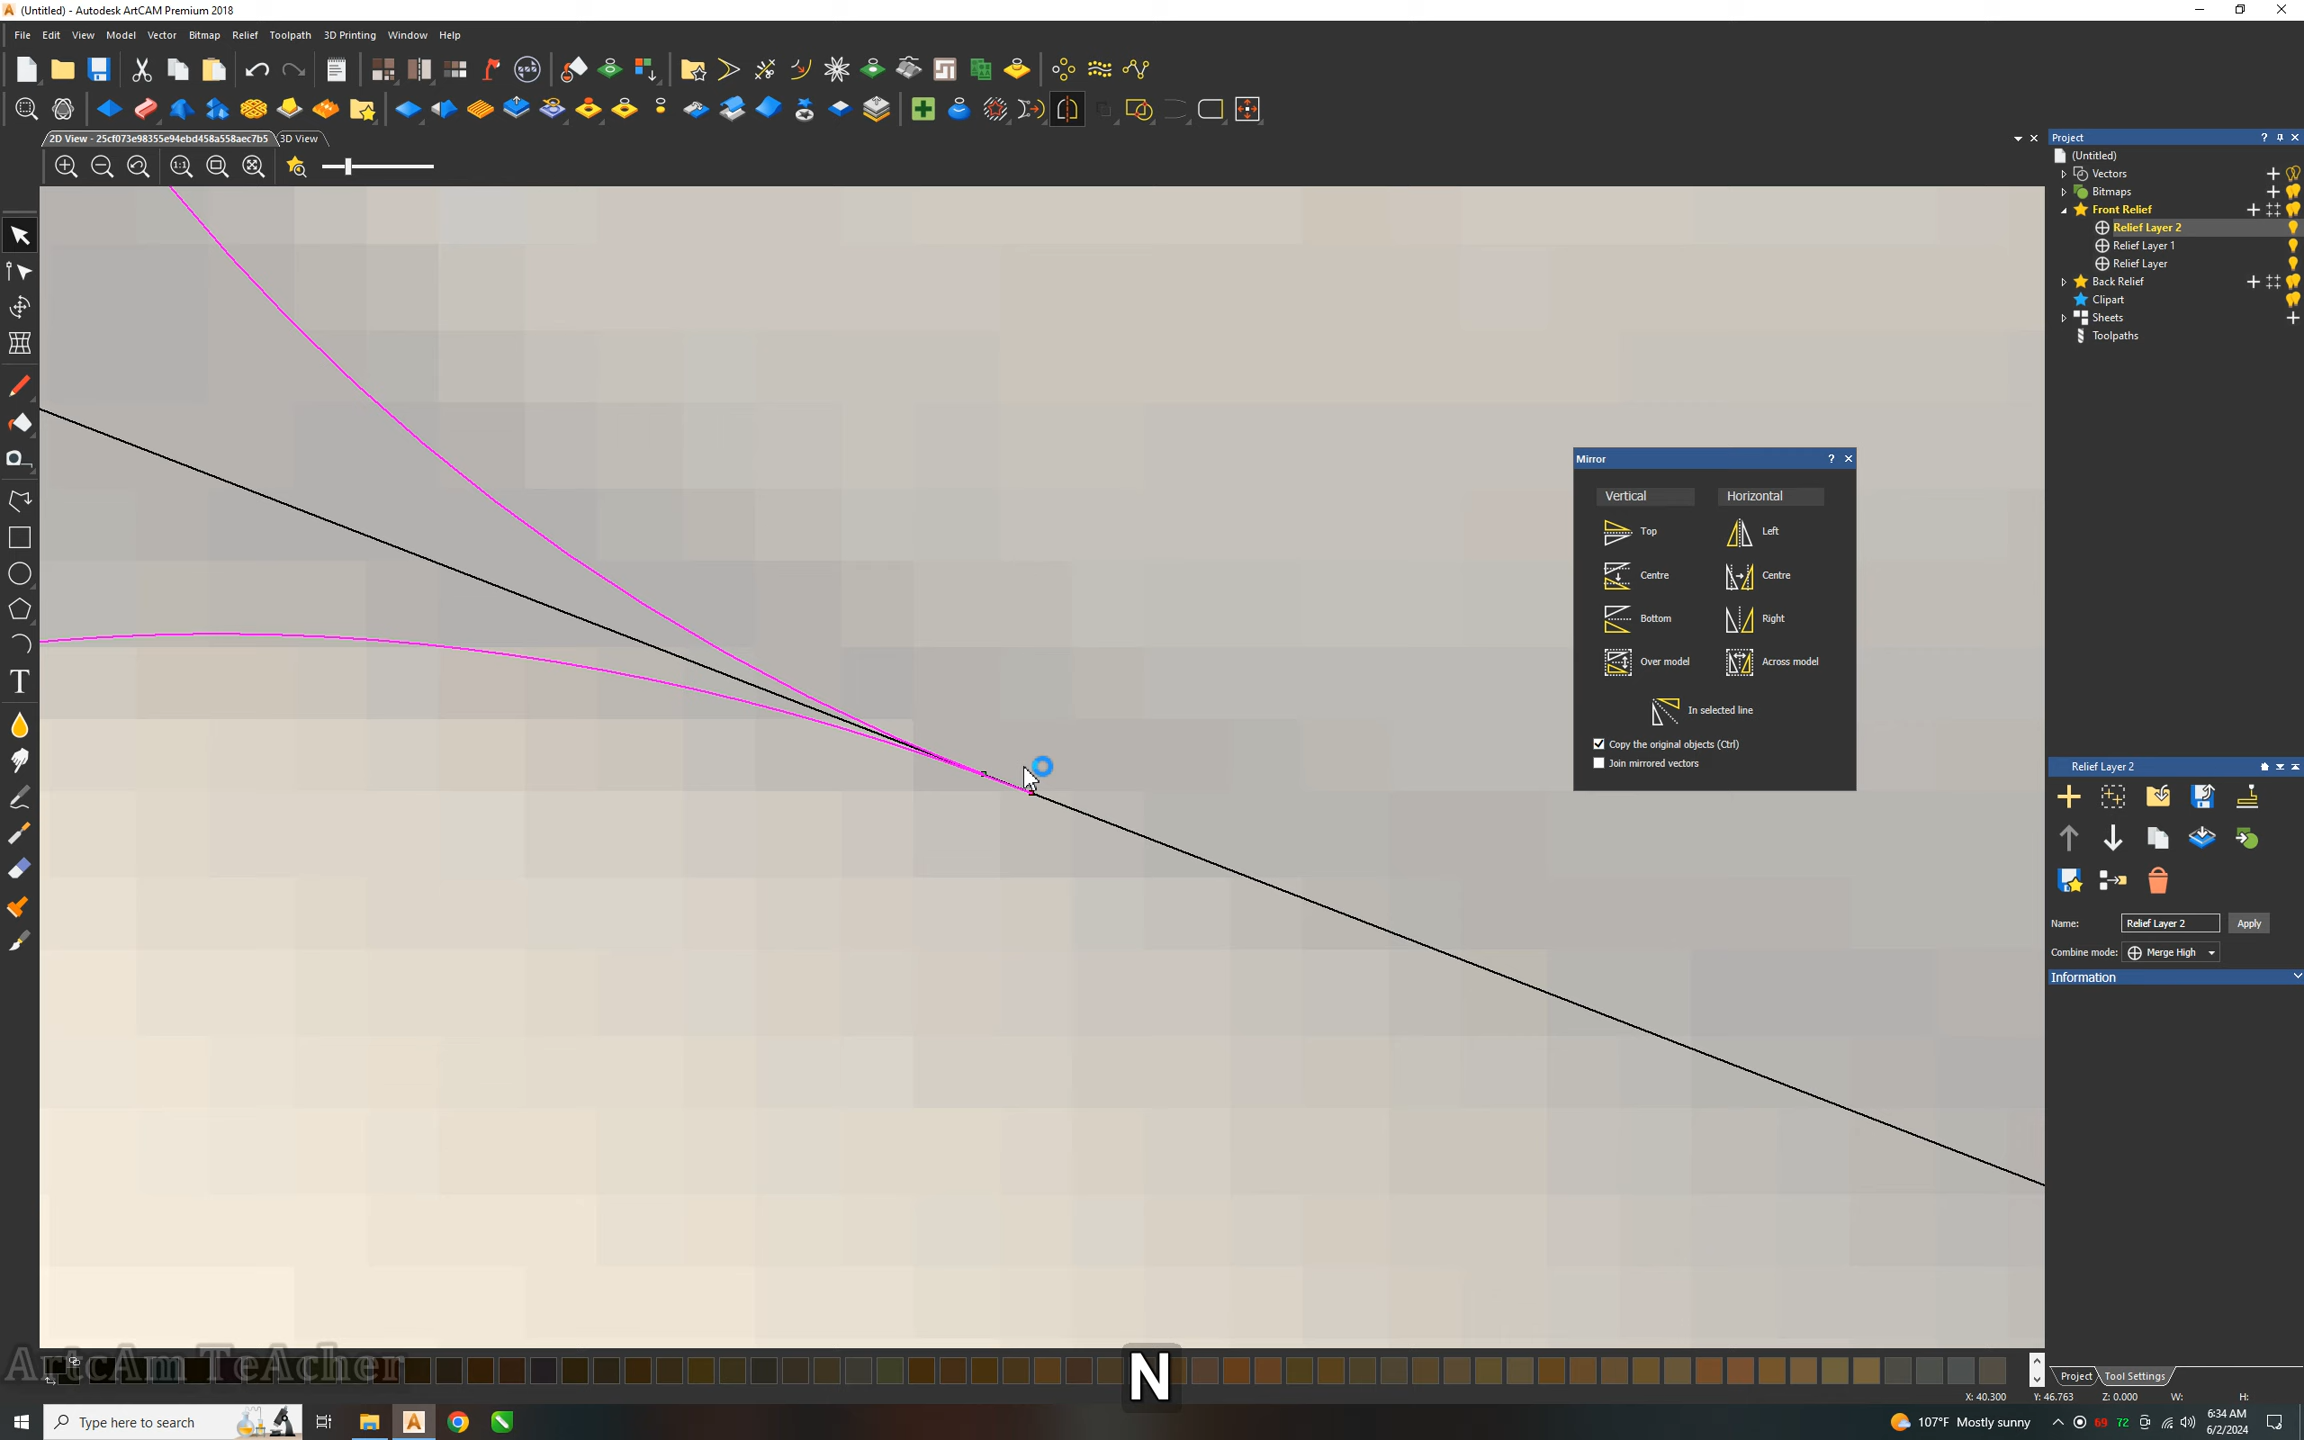 (Untitled) - Autodesk ArtCAM Premium 2018
File Edit View Model Vector Bitmap Relief Toolpath 3D Printing Window Help
2D View - 25cf073e98355e94ebd458a558aec7b5 3D View
1:1
Project
(Untitled)
Vectors
Bitmaps
Front Relief
Relief Layer 2
Relief Layer 1
Relief Layer
Back Relief
Clipart
Sheets
Toolpaths
Mirror
Vertical Horizontal
Top Left
Centre Centre
Bottom Right
Over model Across model
In selected line
Copy the original objects (Ctrl)
Join mirrored vectors
Relief Layer 2
Name: Relief Layer 2 Apply
Combine mode: Merge High
Information
ArtcAm TeAcher
N
Project Tool Settings
X: 40.300 Y: 46.763 Z: 0.000 W: H:
Type here to search
107°F Mostly sunny
69 72
6:34 AM
6/2/2024